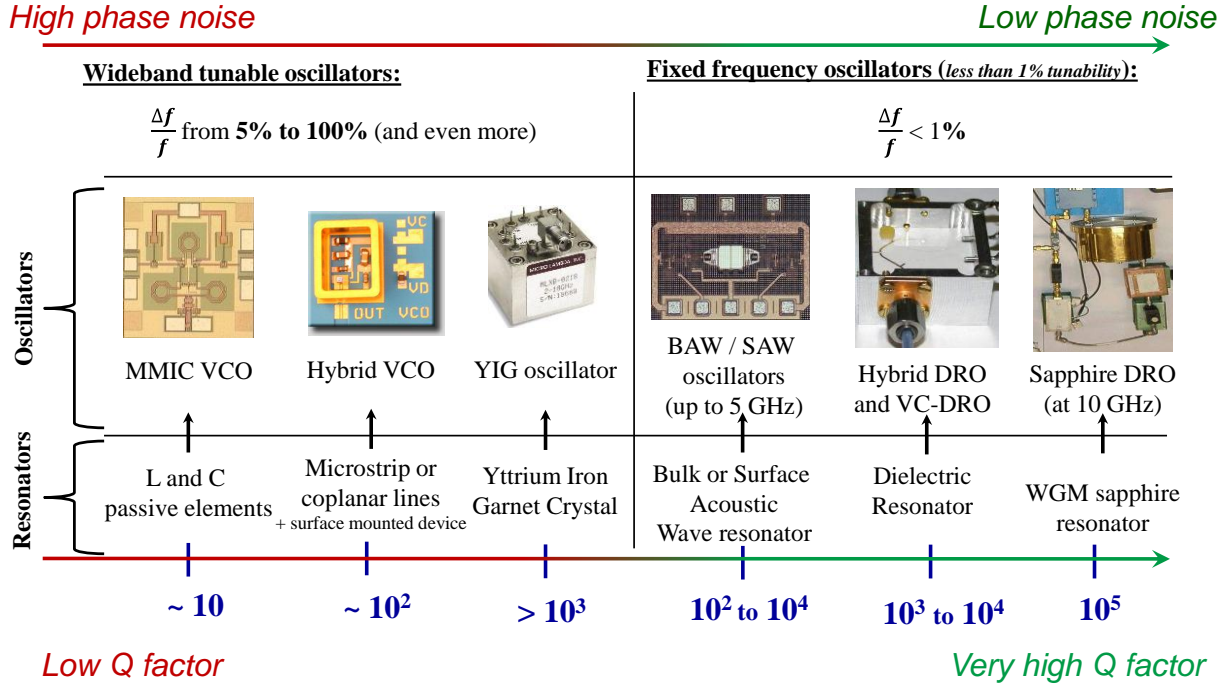 High phase noise
Low phase noise
Wideband tunable oscillators:
Fixed frequency oscillators (less than 1% tunability):
Δf/f from 5% to 100% (and even more)
Δf/f < 1%
Oscillators
VC
VD
OUT VCO
MICRO LAMBDA, INC.
2-18GHz
MMIC VCO
Hybrid VCO
YIG oscillator
BAW / SAW
oscillators
(up to 5 GHz)
Hybrid DRO
and VC-DRO
Sapphire DRO
(at 10 GHz)
Resonators
L and C
passive elements
Microstrip or
coplanar lines
+ surface mounted device
Yttrium Iron
Garnet Crystal
Bulk or Surface
Acoustic
Wave resonator
Dielectric
Resonator
WGM sapphire
resonator
~ 10
~ 10²
> 10³
10² to 10⁴
10³ to 10⁴
10⁵
Low Q factor
Very high Q factor